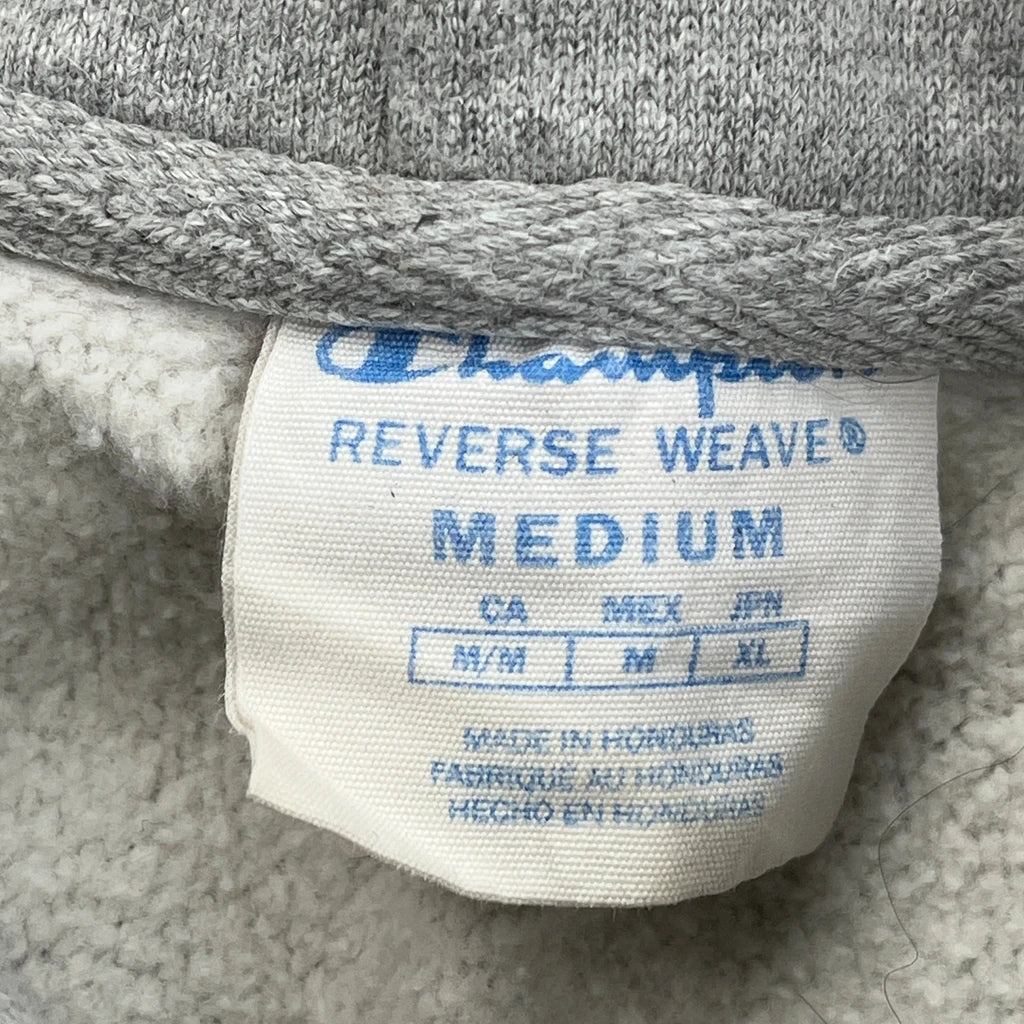 Champion
REVERSE WEAVE®
MEDIUM
CA MEX JPN
M/M M XL
MADE IN HONDURAS
FABRIQUÉ AU HONDURAS
HECHO EN HONDURAS